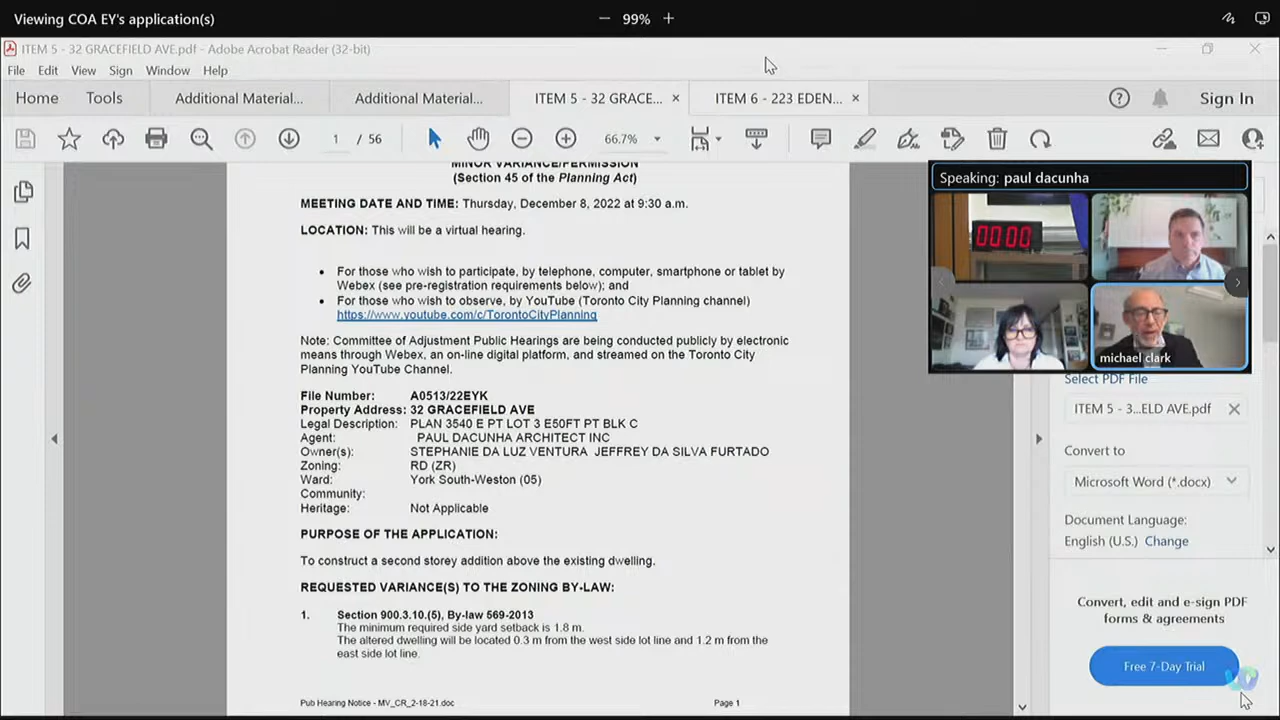 Viewing COA EY's application(s)
99%
ITEM 5 - 32 GRACEFIELD AVE.pdf - Adobe Acrobat Reader (32-bit)
File Edit View Sign Window Help
Home Tools Additional Material... Additional Material... ITEM 5 - 32 GRACE... ITEM 6 - 223 EDEN... Sign In
1 / 56 66.7%
MINOR VARIANCE/PERMISSION
(Section 45 of the Planning Act)
MEETING DATE AND TIME: Thursday, December 8, 2022 at 9:30 a.m.
LOCATION: This will be a virtual hearing.
• For those who wish to participate, by telephone, computer, smartphone or tablet by
Webex (see pre-registration requirements below); and
• For those who wish to observe, by YouTube (Toronto City Planning channel)
https://www.youtube.com/c/TorontoCityPlanning
Note: Committee of Adjustment Public Hearings are being conducted publicly by electronic
means through Webex, an on-line digital platform, and streamed on the Toronto City
Planning YouTube Channel.
File Number: A0513/22EYK
Property Address: 32 GRACEFIELD AVE
Legal Description: PLAN 3540 E PT LOT 3 E50FT PT BLK C
Agent: PAUL DACUNHA ARCHITECT INC
Owner(s): STEPHANIE DA LUZ VENTURA JEFFREY DA SILVA FURTADO
Zoning: RD (ZR)
Ward: York South-Weston (05)
Community:
Heritage: Not Applicable
PURPOSE OF THE APPLICATION:
To construct a second storey addition above the existing dwelling.
REQUESTED VARIANCE(S) TO THE ZONING BY-LAW:
1. Section 900.3.10.(5), By-law 569-2013
The minimum required side yard setback is 1.8 m.
The altered dwelling will be located 0.3 m from the west side lot line and 1.2 m from the
east side lot line.
Pub Hearing Notice - MV_CR_2-18-21.doc Page 1
Speaking: paul dacunha
00:00
michael clark
Select PDF File
ITEM 5 - 3...ELD AVE.pdf
Convert to
Microsoft Word (*.docx)
Document Language:
English (U.S.) Change
Convert, edit and e-sign PDF
forms & agreements
Free 7-Day Trial